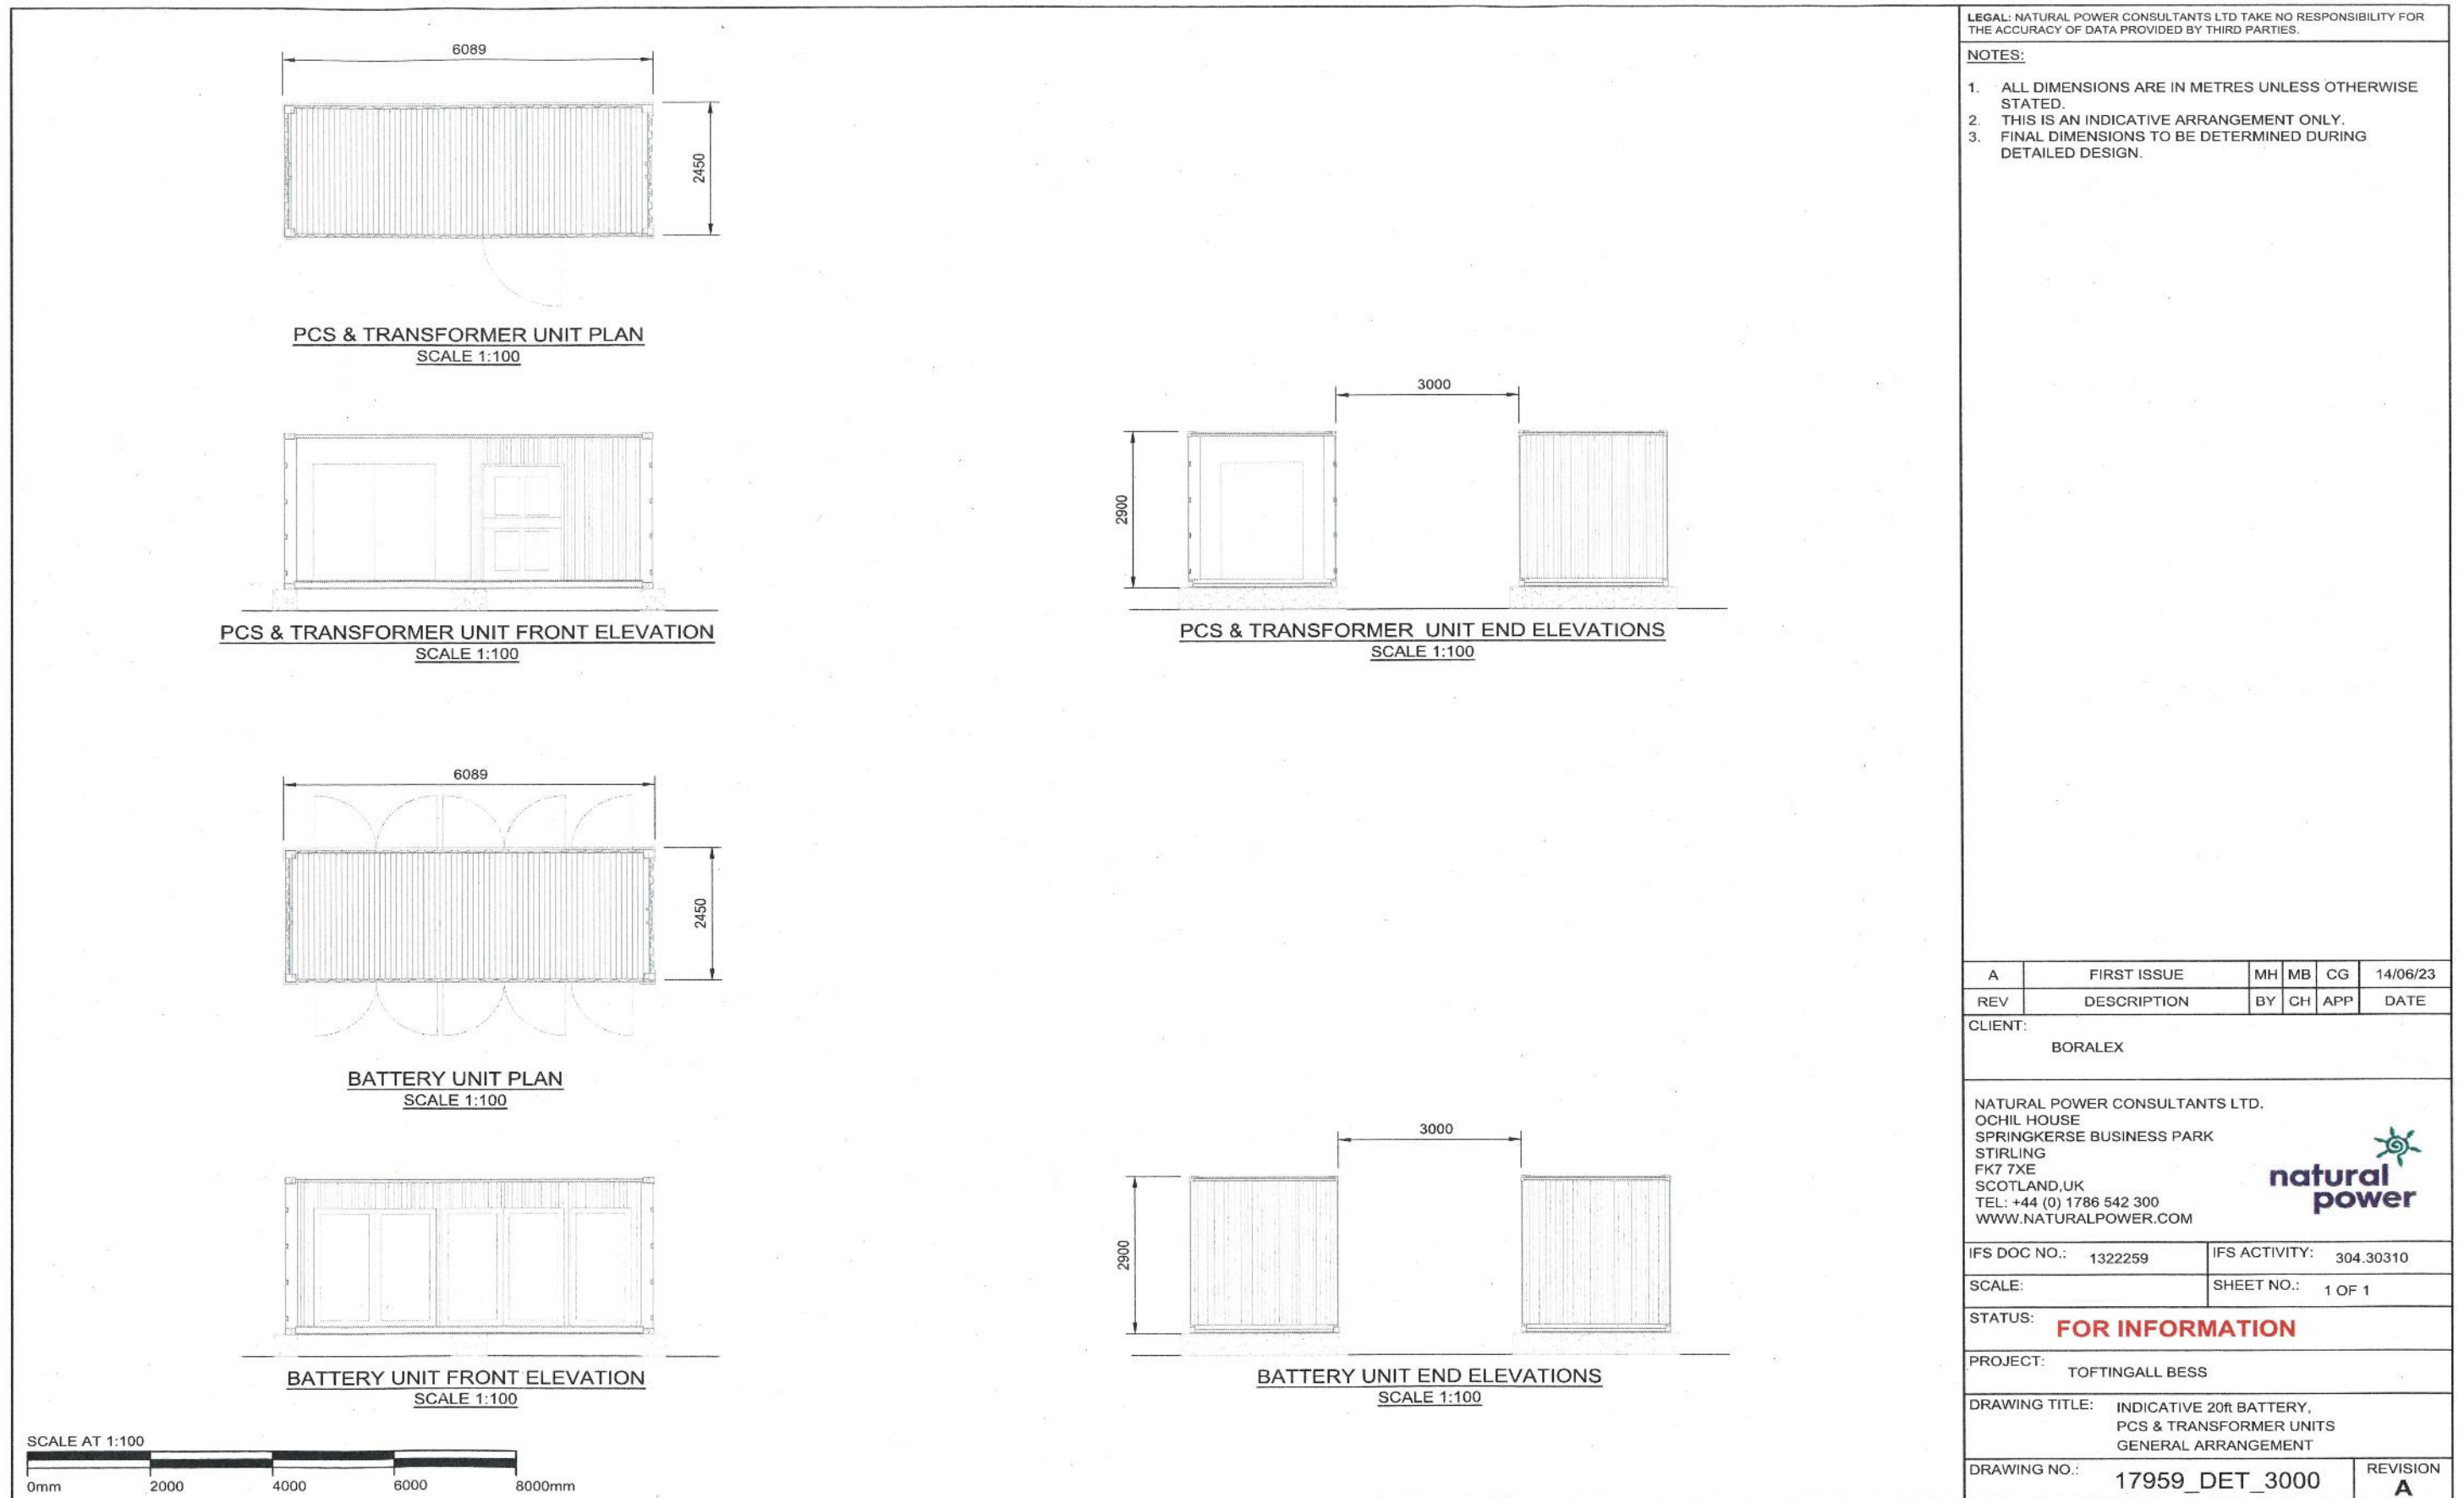 6089
2450
PCS & TRANSFORMER UNIT PLAN
SCALE 1:100
PCS & TRANSFORMER UNIT FRONT ELEVATION
SCALE 1:100
3000
2900
PCS & TRANSFORMER UNIT END ELEVATIONS
SCALE 1:100
6089
2450
BATTERY UNIT PLAN
SCALE 1:100
BATTERY UNIT FRONT ELEVATION
SCALE 1:100
3000
2900
BATTERY UNIT END ELEVATIONS
SCALE 1:100
SCALE AT 1:100
0mm 2000 4000 6000 8000mm
LEGAL: NATURAL POWER CONSULTANTS LTD TAKE NO RESPONSIBILITY FOR
THE ACCURACY OF DATA PROVIDED BY THIRD PARTIES.
NOTES:
1. ALL DIMENSIONS ARE IN METRES UNLESS OTHERWISE
STATED.
2. THIS IS AN INDICATIVE ARRANGEMENT ONLY.
3. FINAL DIMENSIONS TO BE DETERMINED DURING
DETAILED DESIGN.
A FIRST ISSUE MH MB CG 14/06/23
REV DESCRIPTION BY CH APP DATE
CLIENT:
BORALEX
NATURAL POWER CONSULTANTS LTD.
OCHIL HOUSE
SPRINGKERSE BUSINESS PARK
STIRLING
FK7 7XE
SCOTLAND,UK
TEL: +44 (0) 1786 542 300
WWW.NATURALPOWER.COM
natural
power
IFS DOC NO.: 1322259 IFS ACTIVITY: 304.30310
SCALE: SHEET NO.: 1 OF 1
STATUS: FOR INFORMATION
PROJECT: TOFTINGALL BESS
DRAWING TITLE: INDICATIVE 20ft BATTERY,
PCS & TRANSFORMER UNITS
GENERAL ARRANGEMENT
DRAWING NO.: 17959_DET_3000 REVISION
A